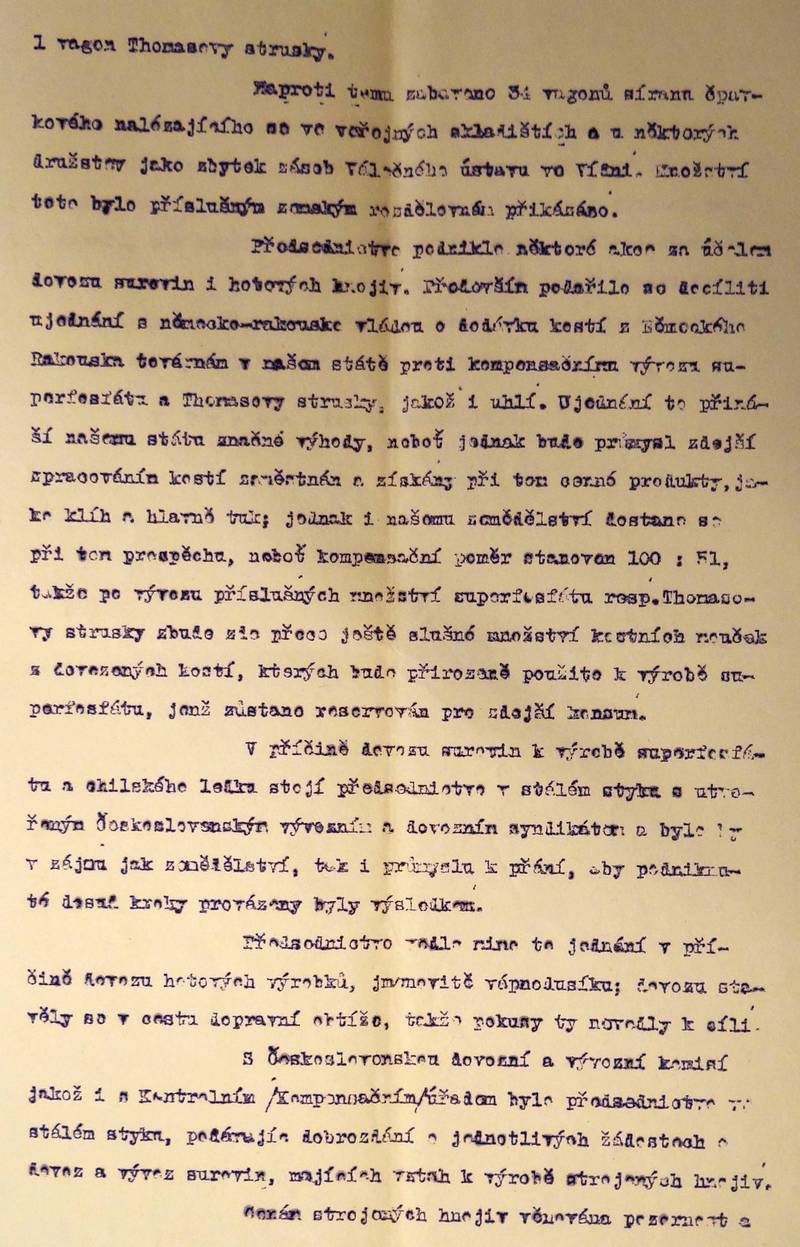 1 vagon Thomasovy strusky.
Naproti tomu zabaveno 34 vagonů síranu čpav-
kového nalézajícího se ve veřejných skladištích a u některých
družstev jako zbytek zásob Válečného ústavu ve Vídni. Množství
toto bylo příslušným zemským rozdělovnám přikázáno.
Předsednictvo podniklo některé akce za účelem
dovozu surovin i hotových hnojiv. Především podařilo se docíliti
ujednání s německo-rakouskou vládou o dodávku kostí z Německého
Rakouska továrnám v našem státě proti kompensačnímu vývozu su-
perfosfátu a Thomasovy strusky, jakož i uhlí. Ujednání to přiná-
ší našemu státu značné výhody, neboť jednak bude průmysl zdejší
zpracováním kostí zaměstnán a získány při tom cenné produkty, ja-
ko klíh a hlavně tuk; jednak i našemu zemědělství dostane se
při tom prospěchu, neboť kompensační poměr stanoven 100 : 51,
takže po vývozu příslušných množství superfosfátu resp.Thomaso-
vy strusky zbude zde přece ještě slušné množství kostních mouček
z dovezených kostí, kterých bude přirozeně použito k výrobě su-
perfosfátu, jenž zůstane reservován pro zdejší konsum.
V příčině dovozu surovin k výrobě superfosfá-
tu a chilského ledku stojí předsednictvo v stálém styku s utvo-
řeným Československým vývozním a dovozním syndikátem a bylo by
v zájmu jak zemědělství, tak i průmyslu k přání, aby podniknu-
té dosud kroky provázeny byly výsledkem.
Předsednictvo vedle mimo to jednání v pří-
čině dovozu hotových výrobků, jmmovitě vápnodusíku; dovozu sta-
věly se v cestu dopravní obtíže, takže pokusy ty nevedly k cíli.
S Československou dovozní a vývozní komisí
jakož i s Kentralním /Kompensačním/úřadem bylo předsednictvo ve
stálém styku, podávajíc dobrozdání o jednotlivých žádostech o
dovoz a vývoz surovin, majících vztah k výrobě strojených hnojiv.
Cenám strojených hnojiv věnována pozornost a